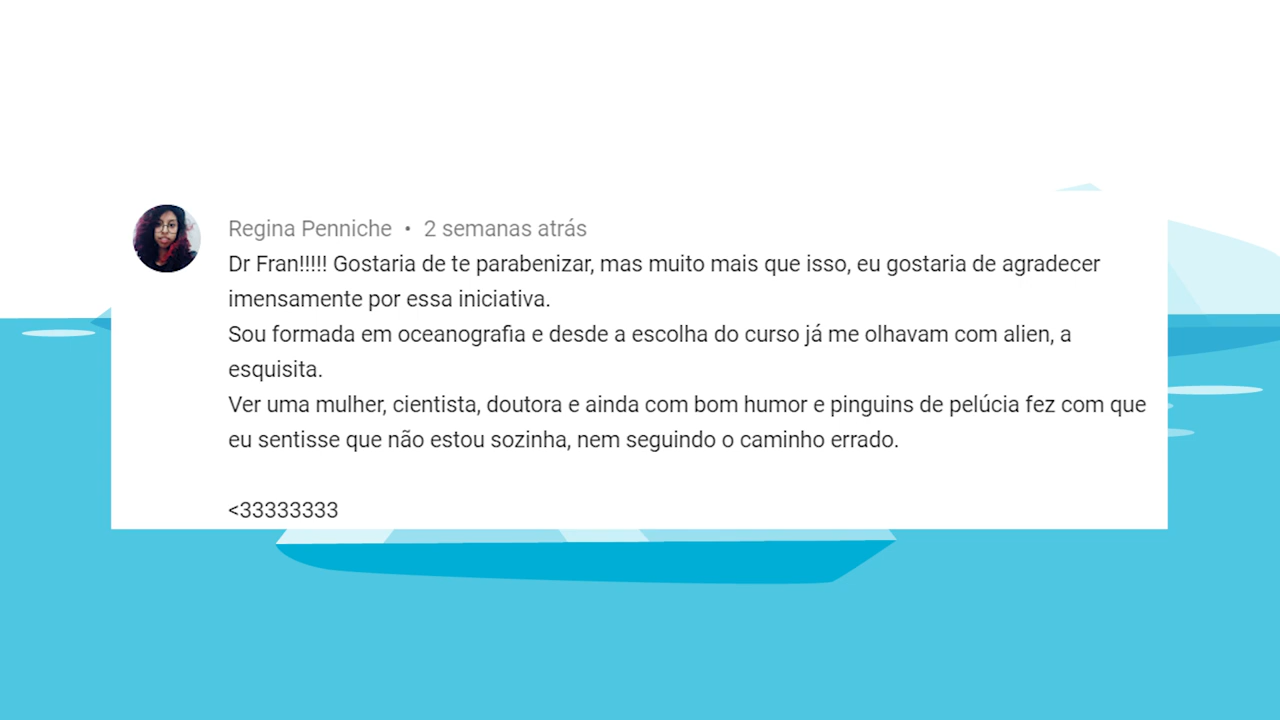 Regina Penniche • 2 semanas atrás
Dr Fran!!!!! Gostaria de te parabenizar, mas muito mais que isso, eu gostaria de agradecer
imensamente por essa iniciativa.
Sou formada em oceanografia e desde a escolha do curso já me olhavam com alien, a
esquisita.
Ver uma mulher, cientista, doutora e ainda com bom humor e pinguins de pelúcia fez com que
eu sentisse que não estou sozinha, nem seguindo o caminho errado.
<33333333